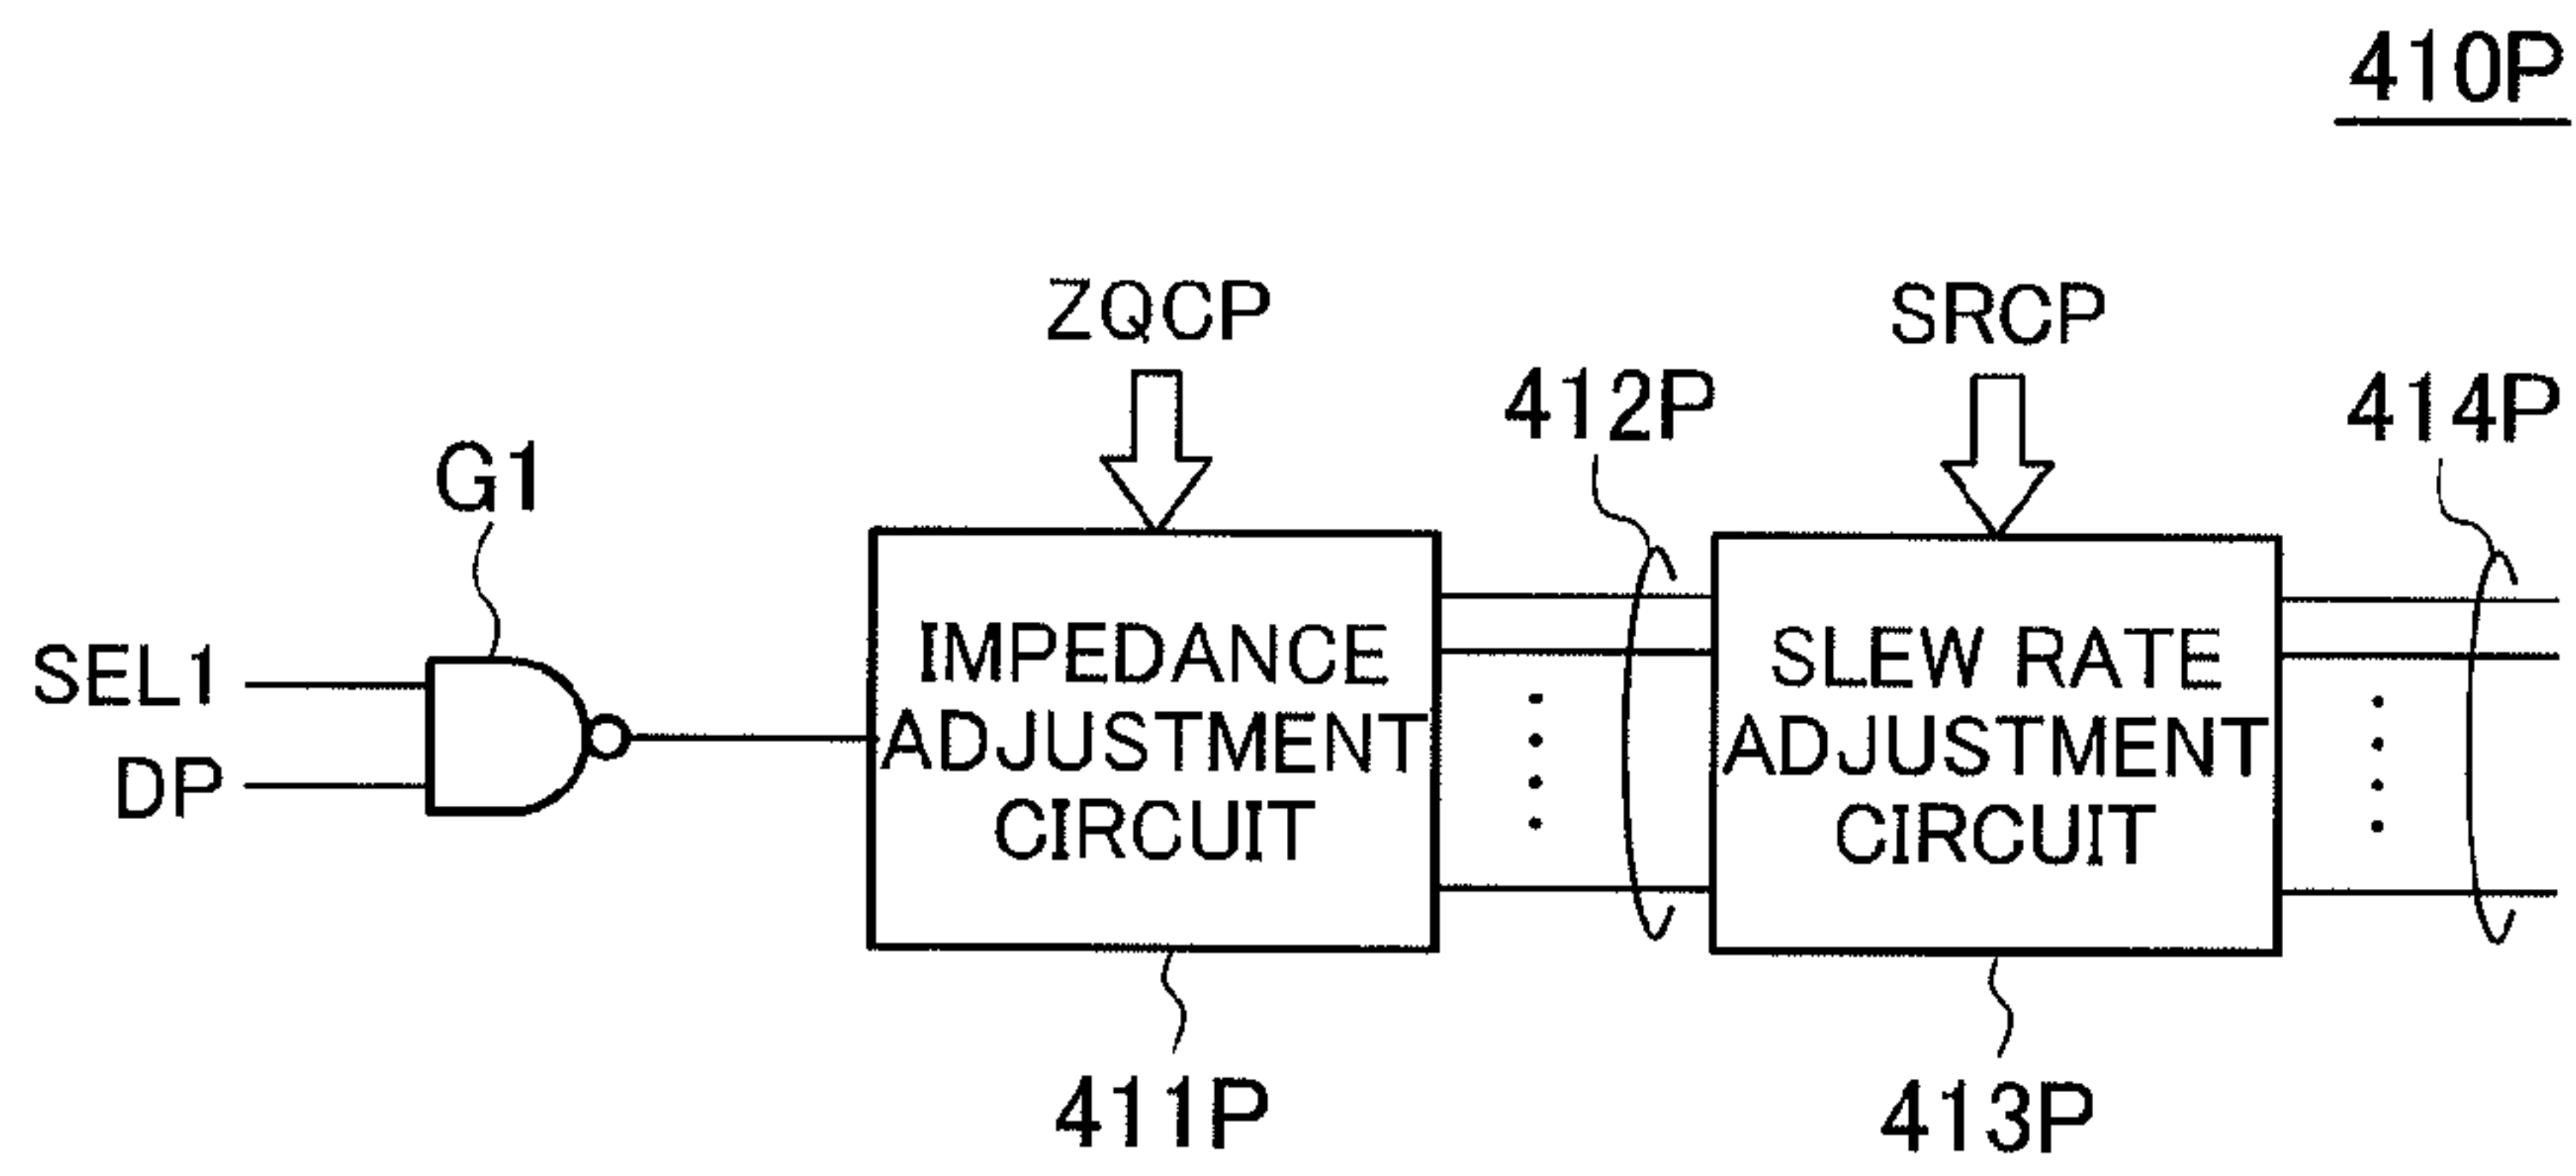 410P
ZQCP
SRCP
412P
414P
G1
SEL1
DP
IMPEDANCE
ADJUSTMENT
CIRCUIT
SLEW RATE
ADJUSTMENT
CIRCUIT
411P
413P